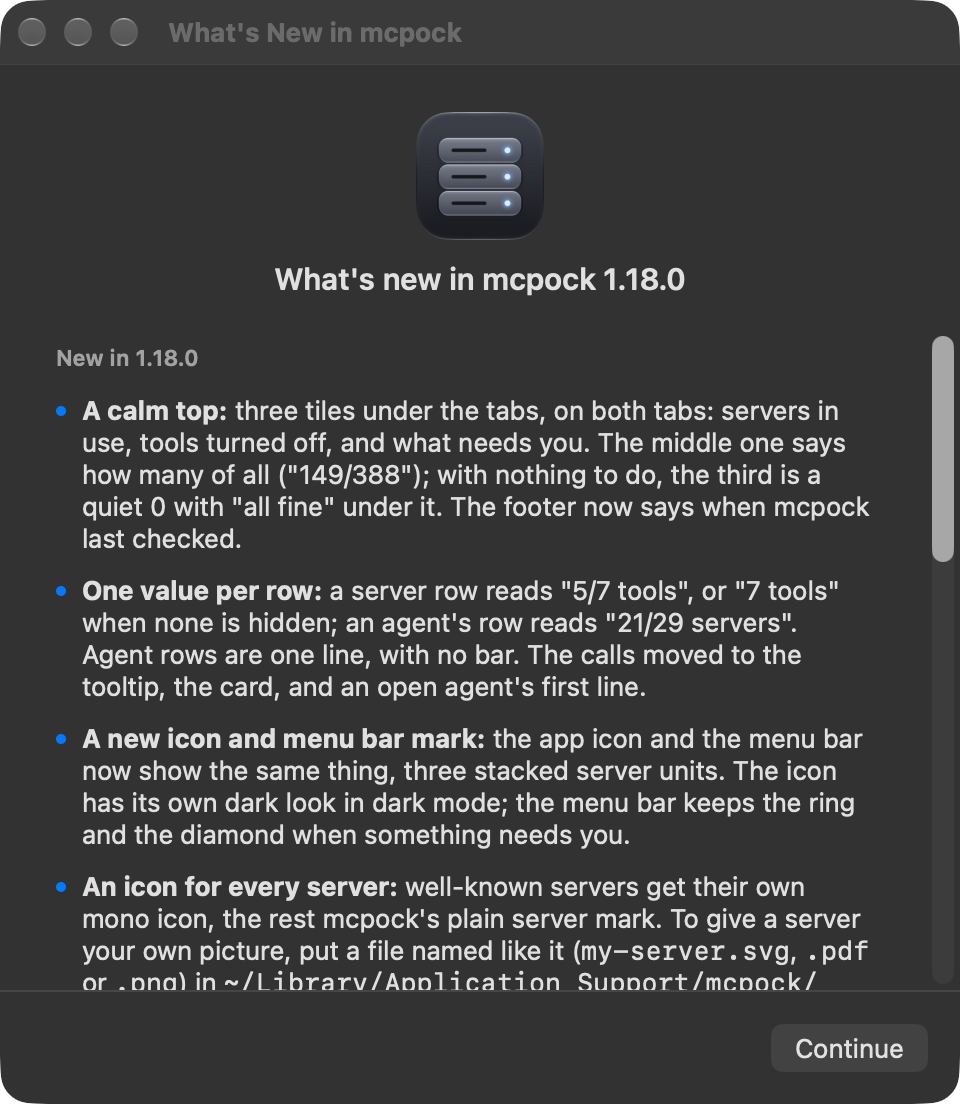 What's New in mcpock
What's new in mcpock 1.18.0
New in 1.18.0
• A calm top: three tiles under the tabs, on both tabs: servers in
use, tools turned off, and what needs you. The middle one says
how many of all ("149/388"); with nothing to do, the third is a
quiet 0 with "all fine" under it. The footer now says when mcpock
last checked.
• One value per row: a server row reads "5/7 tools", or "7 tools"
when none is hidden; an agent's row reads "21/29 servers".
Agent rows are one line, with no bar. The calls moved to the
tooltip, the card, and an open agent's first line.
• A new icon and menu bar mark: the app icon and the menu bar
now show the same thing, three stacked server units. The icon
has its own dark look in dark mode; the menu bar keeps the ring
and the diamond when something needs you.
• An icon for every server: well-known servers get their own
mono icon, the rest mcpock's plain server mark. To give a server
your own picture, put a file named like it (my-server.svg, .pdf
or .png) in ~/Library/Application Support/mcpock/
Continue